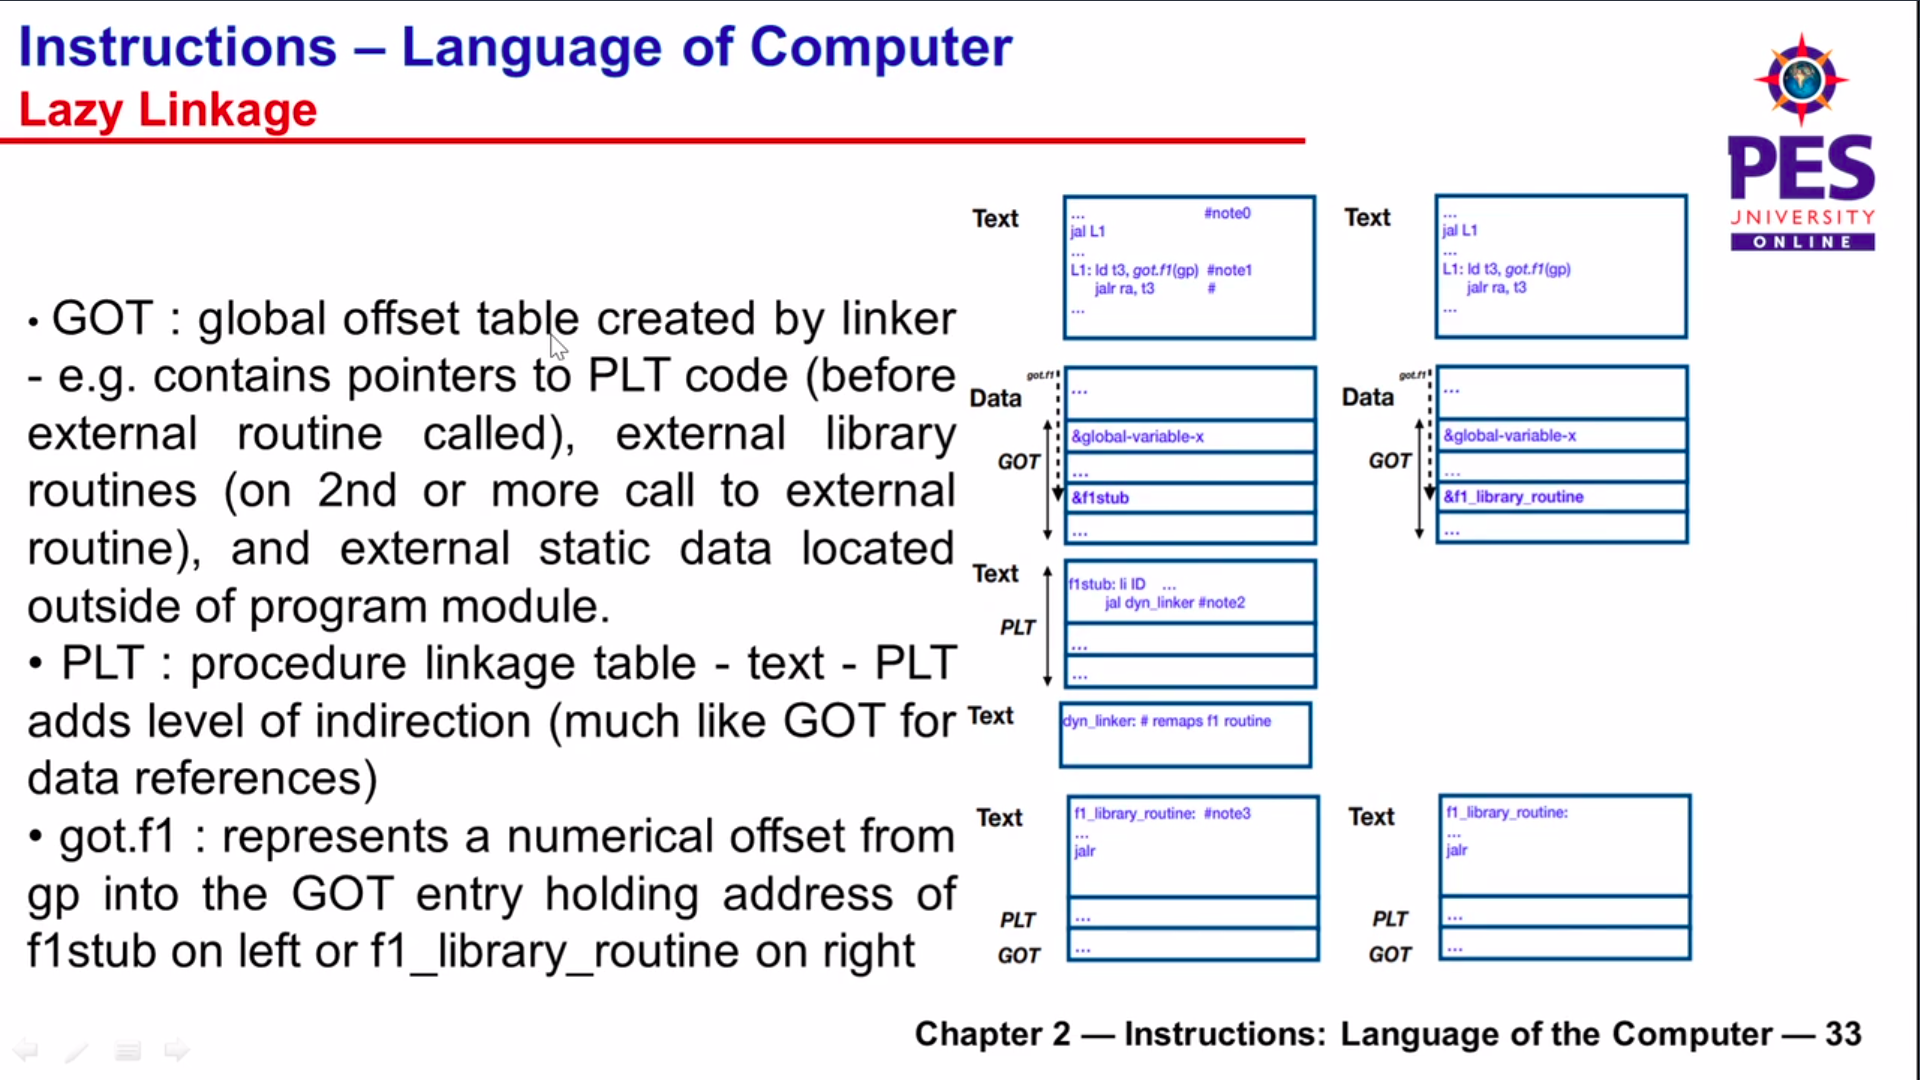 Instructions – Language of Computer
Lazy Linkage
PES
UNIVERSITY
ONLINE
• GOT : global offset table created by linker
- e.g. contains pointers to PLT code (before
external routine called), external library
routines (on 2nd or more call to external
routine), and external static data located
outside of program module.
• PLT : procedure linkage table - text - PLT
adds level of indirection (much like GOT for
data references)
• got.f1 : represents a numerical offset from
gp into the GOT entry holding address of
f1stub on left or f1_library_routine on right
Text
... #note0
jal L1
...
L1: ld t3, got.f1(gp) #note1
jalr ra, t3 #
...
Data
got.f1
...
GOT
&global-variable-x
...
&f1stub
...
Text
PLT
f1stub: li ID ...
jal dyn_linker #note2
...
...
Text
dyn_linker: # remaps f1 routine
Text
f1_library_routine: #note3
...
jalr
PLT
...
GOT
...
Text
...
jal L1
...
L1: ld t3, got.f1(gp)
jalr ra, t3
...
Data
got.f1
...
GOT
&global-variable-x
...
&f1_library_routine
...
Text
f1_library_routine:
...
jalr
PLT
...
GOT
...
Chapter 2 — Instructions: Language of the Computer — 33